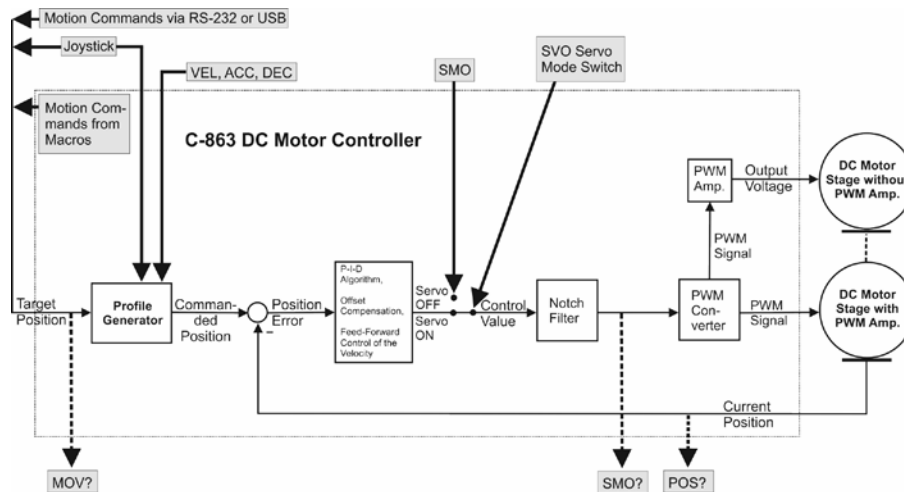 Motion Commands via RS-232 or USB
Joystick
VEL, ACC, DEC
SMO
SVO Servo
Mode Switch
Motion Com-
mands from
Macros
C-863 DC Motor Controller
PWM
Amp.
Output
Voltage
DC Motor
Stage without
PWM Amp.
PWM
Signal
Target
Position
Profile
Generator
Comman-
ded
Position
Position
Error
–
P-I-D
Algorithm,
Offset
Compensation,
Feed-Forward
Control of the
Velocity
Servo
OFF
Servo
ON
Control
Value
Notch
Filter
PWM
Con-
verter
PWM
Signal
DC Motor
Stage with
PWM Amp.
Current
Position
MOV?
SMO?
POS?